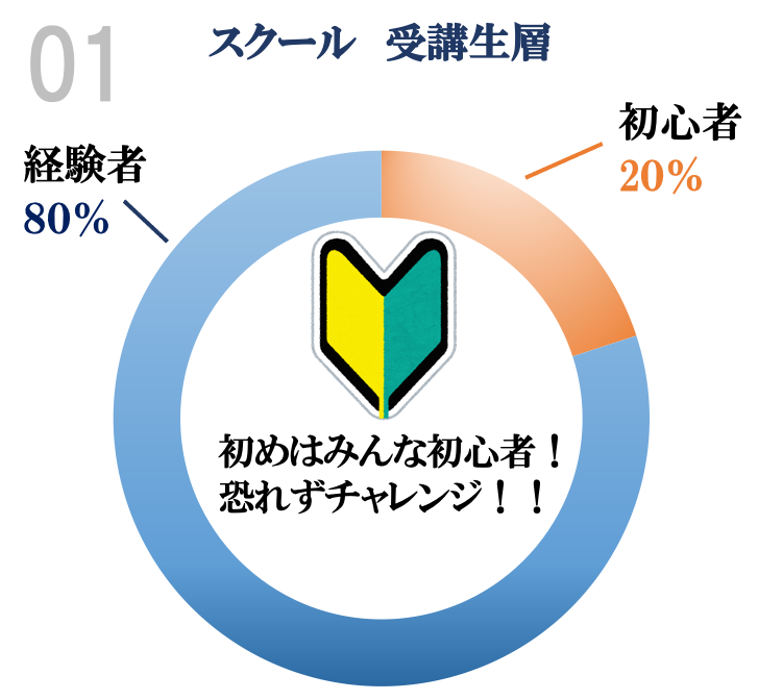 01
スクール 受講生層
初心者
20%
経験者
80%
初めはみんな初心者！
恐れずチャレンジ！！